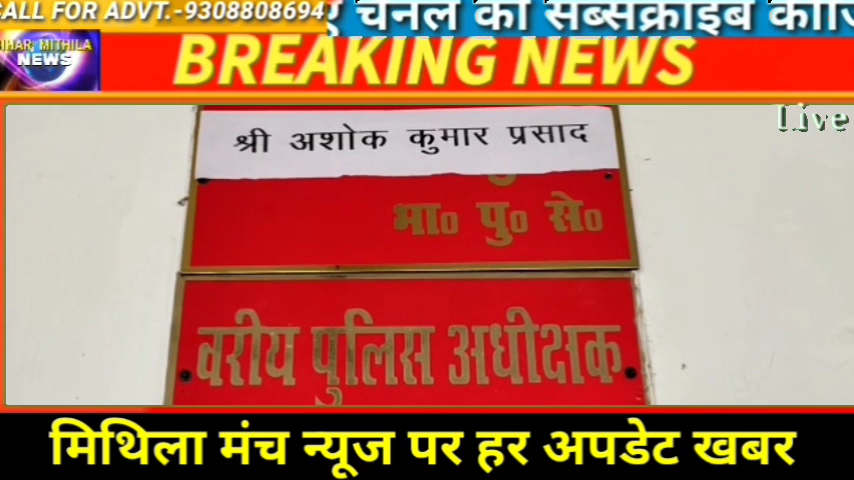 CALL FOR ADVT.-9308808694
चैनल को सब्सक्राइब
BIHAR, MITHILA
NEWS
BREAKING NEWS
Live
श्री अशोक कुमार प्रसाद
भा० पु० से०
वरीय पुलिस अधीक्षक
मिथिला मंच न्यूज पर हर अपडेट खबर